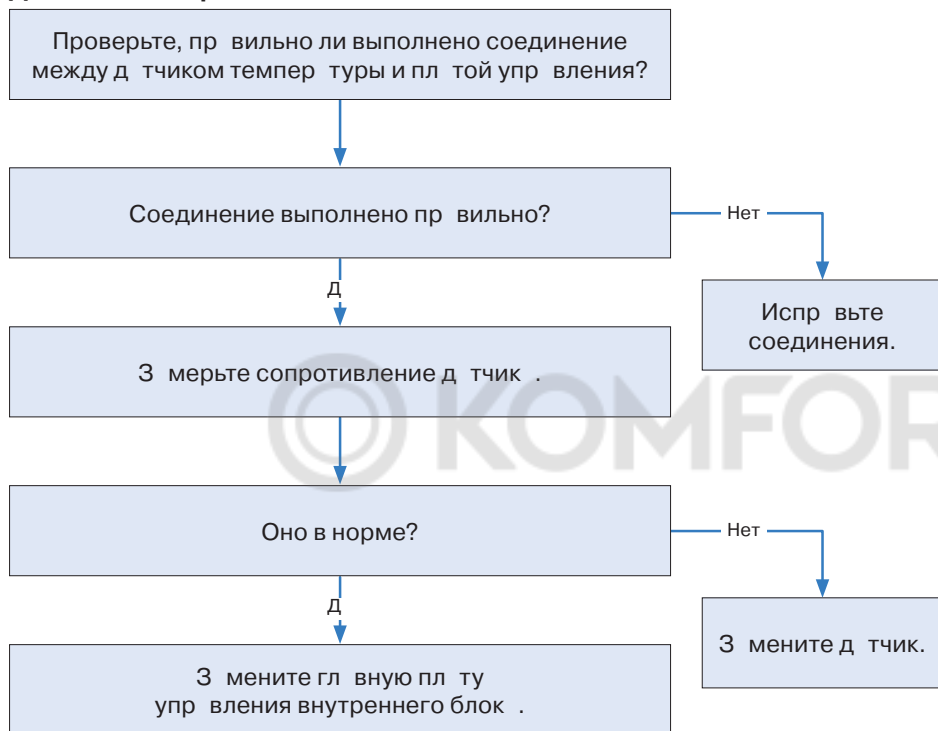 Проверьте, пр вильно ли выполнено соединение
между д тчиком темпер туры и пл той упр вления?
Соединение выполнено пр вильно?
Нет
Д
Испр вьте
соединения.
З мерьте сопротивление д тчик .
KOMFOR
Оно в норме?
Нет
Д
З мените д тчик.
З мените гл вную пл ту
упр вления внутреннего блок .